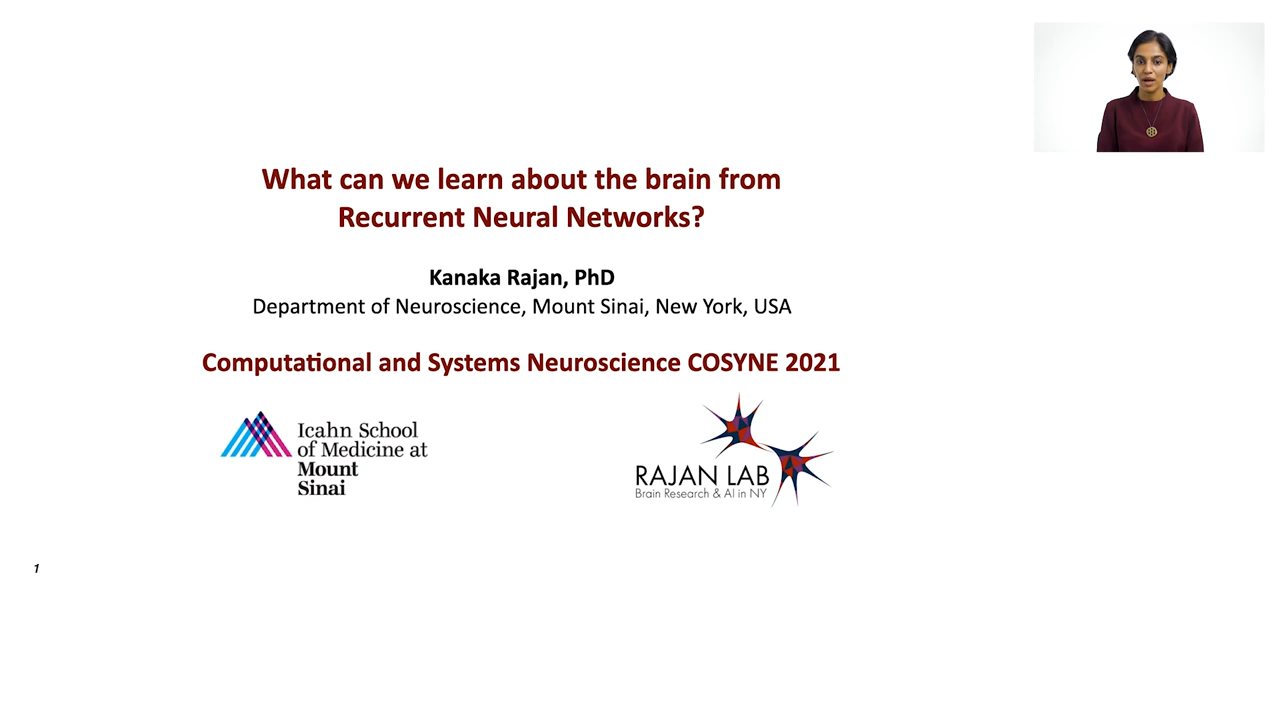 What can we learn about the brain from
Recurrent Neural Networks?
Kanaka Rajan, PhD
Department of Neuroscience, Mount Sinai, New York, USA
Computational and Systems Neuroscience COSYNE 2021
Icahn School
of Medicine at
Mount
Sinai
RAJAN LAB
Brain Research & AI in NY
1